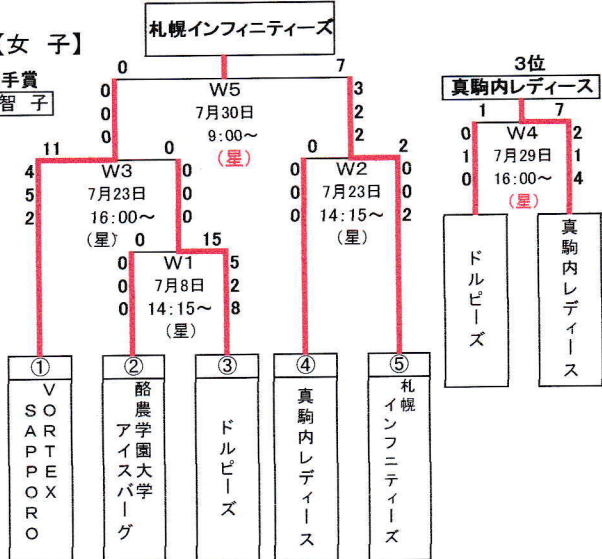 【女 子】
手賞
智 子
札幌インフィニティーズ
0 7
0 W5 3
0 7月30日 2
0 9:00～ 2
(星)
3位
真駒内レディース
1 7
0 W4 2
1 7月29日 1
0 16:00～ 4
(星)
ドルピーズ
真駒内レディース
11 0
4 W3 0
5 7月23日 0
2 16:00～ 0
(星)
0 2
0 W2 0
0 7月23日 0
0 14:15～ 2
(星)
0 15
0 W1 5
0 7月8日 2
0 14:15～ 8
(星)
①
VORTEX
SAPPORO
②
酪農学園大学
アイスバーグ
③
ドルピーズ
④
真駒内レディース
⑤
札幌
インフニティーズ